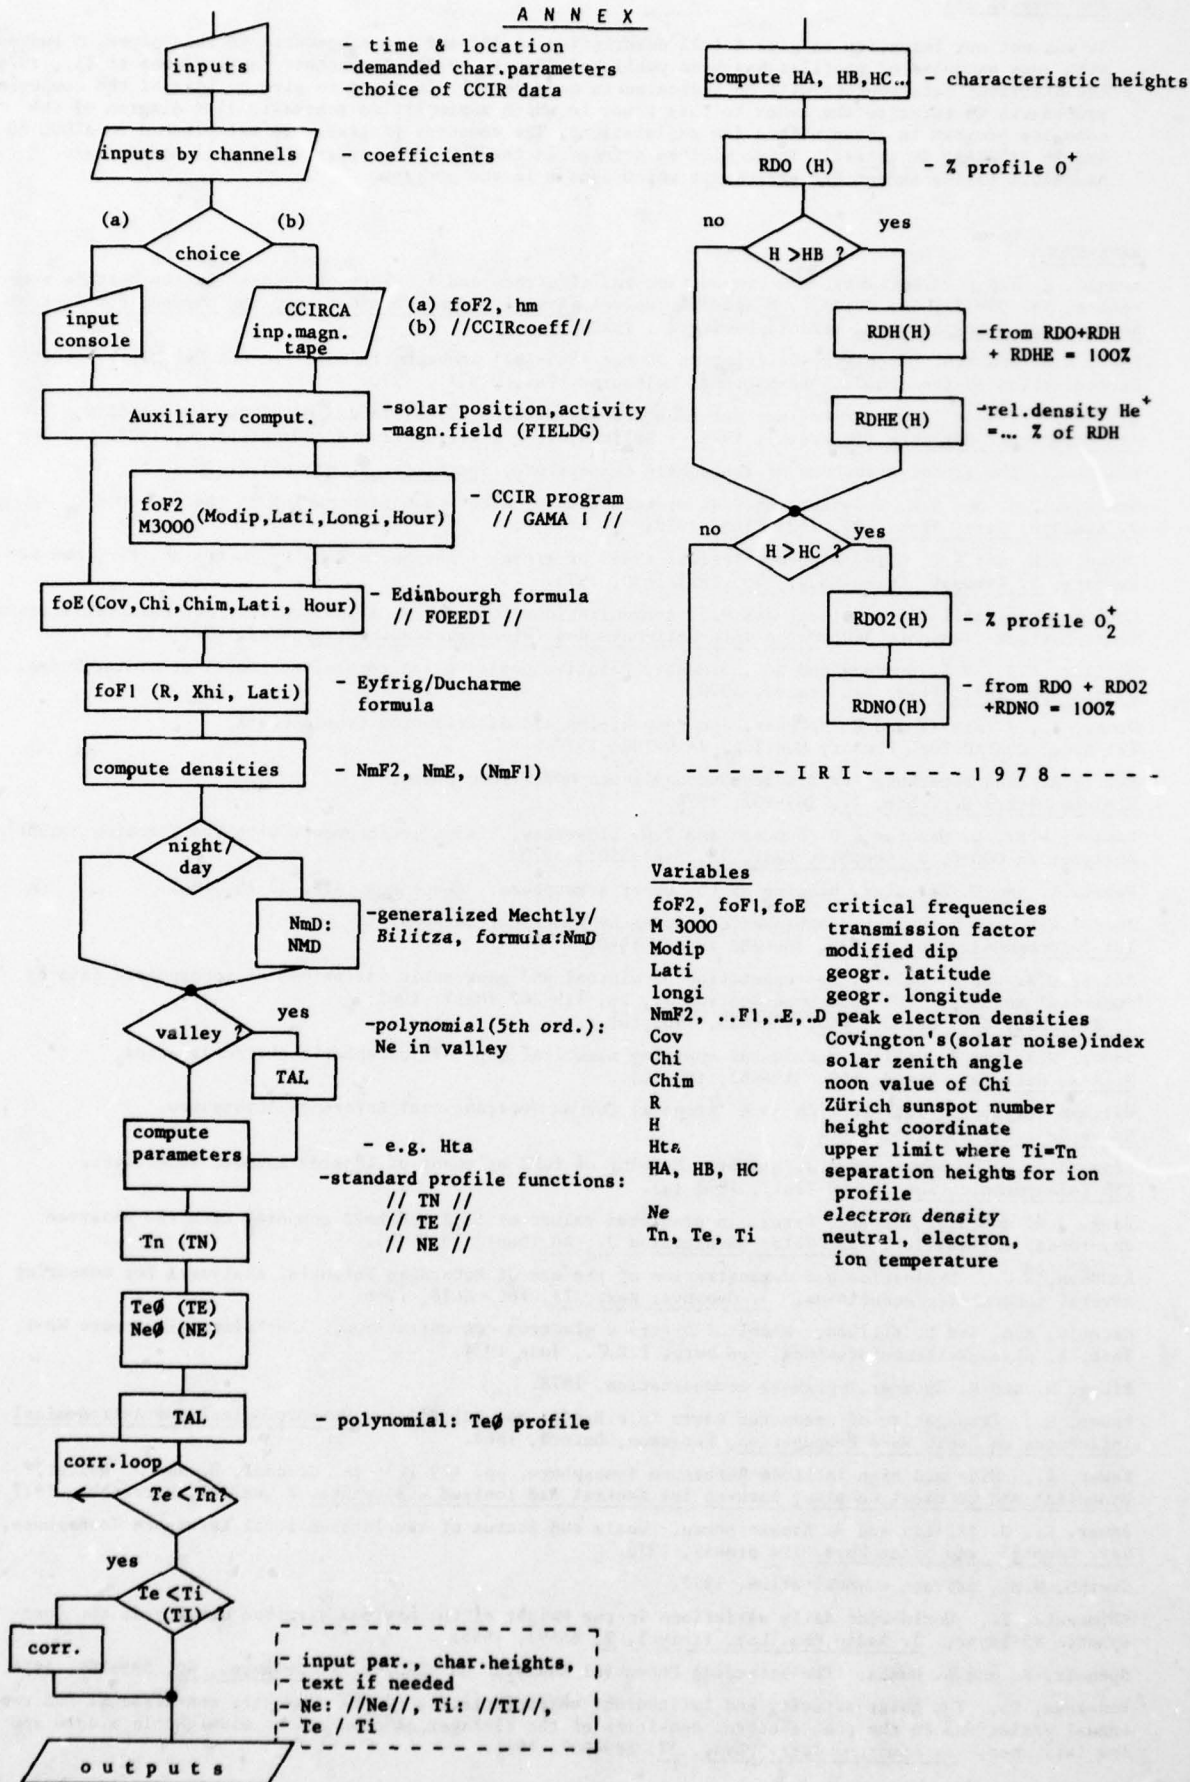 A N N E X
inputs
- time & location
-demanded char.parameters
-choice of CCIR data
inputs by channels
- coefficients
(a)
(b)
choice
input
console
CCIRCA
inp.magn.
tape
(a) foF2, hm
(b) //CCIRcoeff//
Auxiliary comput.
-solar position,activity
-magn.field (FIELDG)
foF2
M3000 (Modip,Lati,Longi,Hour)
- CCIR program
// GAMA 1 //
foE(Cov,Chi,Chim,Lati, Hour)
- Edinbourgh formula
// FOEEDI //
foF1 (R, Xhi, Lati)
- Eyfrig/Ducharme
formula
compute densities
- NmF2, NmE, (NmF1)
night/
day
NmD:
NMD
-generalized Mechtly/
Bilitza, formula:NmD
valley ?
yes
-polynomial(5th ord.):
Ne in valley
TAL
compute
parameters
- e.g. Hta
-standard profile functions:
// TN //
// TE //
// NE //
Tn (TN)
TeØ (TE)
NeØ (NE)
TAL
- polynomial: TeØ profile
corr.loop
Te<Tn?
yes
Te<Ti
(TI) ?
corr.
- input par., char.heights,
- text if needed
- Ne: //Ne//, Ti: //TI//,
- Te / Ti
o u t p u t s
compute HA, HB,HC...
- characteristic heights
RDO (H)
- % profile O+
no
yes
H >HB ?
RDH(H)
-from RDO+RDH
+ RDHE = 100%
RDHE(H)
-rel.density He+
=... % of RDH
no
yes
H>HC ?
RDO2(H)
- % profile O2+
RDNO(H)
- from RDO + RDO2
+RDNO = 100%
- - - - - I R I - - - - - 1 9 7 8 - - - - -
Variables
foF2, foF1,foE critical frequencies
M 3000 transmission factor
Modip modified dip
Lati geogr. latitude
longi geogr. longitude
NmF2, ..F1,.E,.D peak electron densities
Cov Covington's(solar noise)index
Chi solar zenith angle
Chim noon value of Chi
R Zürich sunspot number
H height coordinate
Hta upper limit where Ti=Tn
HA, HB, HC separation heights for ion
profile
Ne electron density
Tn, Te, Ti neutral, electron,
ion temperature